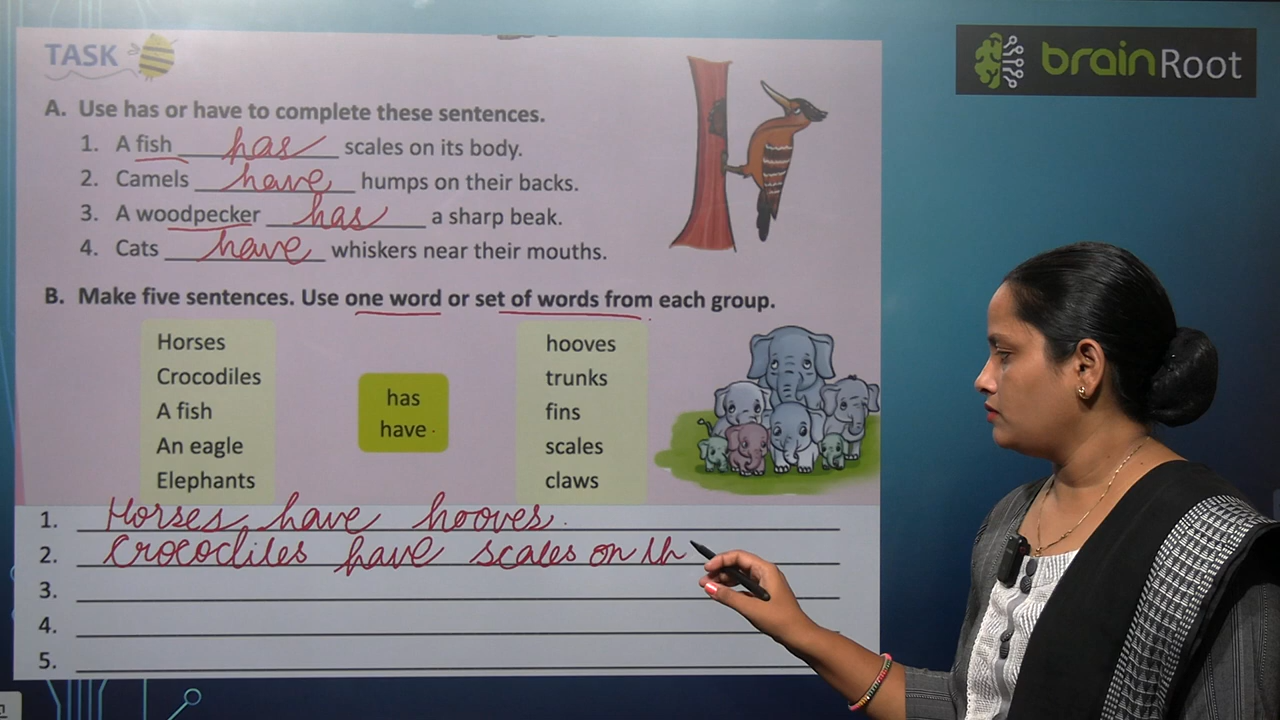 TASK
brainRoot
A. Use has or have to complete these sentences.
1. A fish has scales on its body.
2. Camels have humps on their backs.
3. A woodpecker has a sharp beak.
4. Cats have whiskers near their mouths.
B. Make five sentences. Use one word or set of words from each group.
Horses
Crocodiles
A fish
An eagle
Elephants
has
have
hooves
trunks
fins
scales
claws
1. Horses have hooves.
2. Crocodiles have scales on th
3.
4.
5.